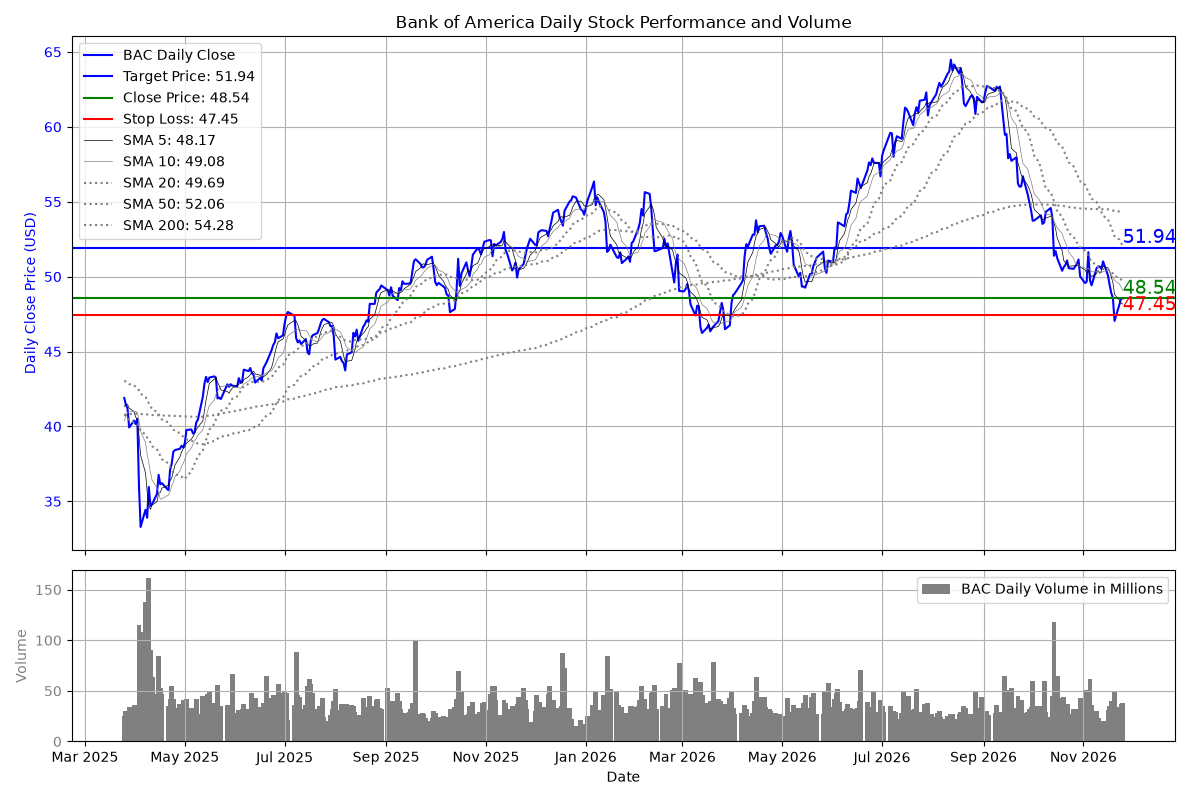 Bank of America Daily Stock Performance and Volume
65
60
55
50
45
40
35
Daily Close Price (USD)
BAC Daily Close
Target Price: 51.94
Close Price: 48.54
Stop Loss: 47.45
SMA 5: 48.17
SMA 10: 49.08
SMA 20: 49.69
SMA 50: 52.06
SMA 200: 54.28
51.94
48.54
47.45
150
100
50
0
Volume
BAC Daily Volume in Millions
Mar 2025 May 2025 Jul 2025 Sep 2025 Nov 2025 Jan 2026 Mar 2026 May 2026 Jul 2026 Sep 2026 Nov 2026
Date